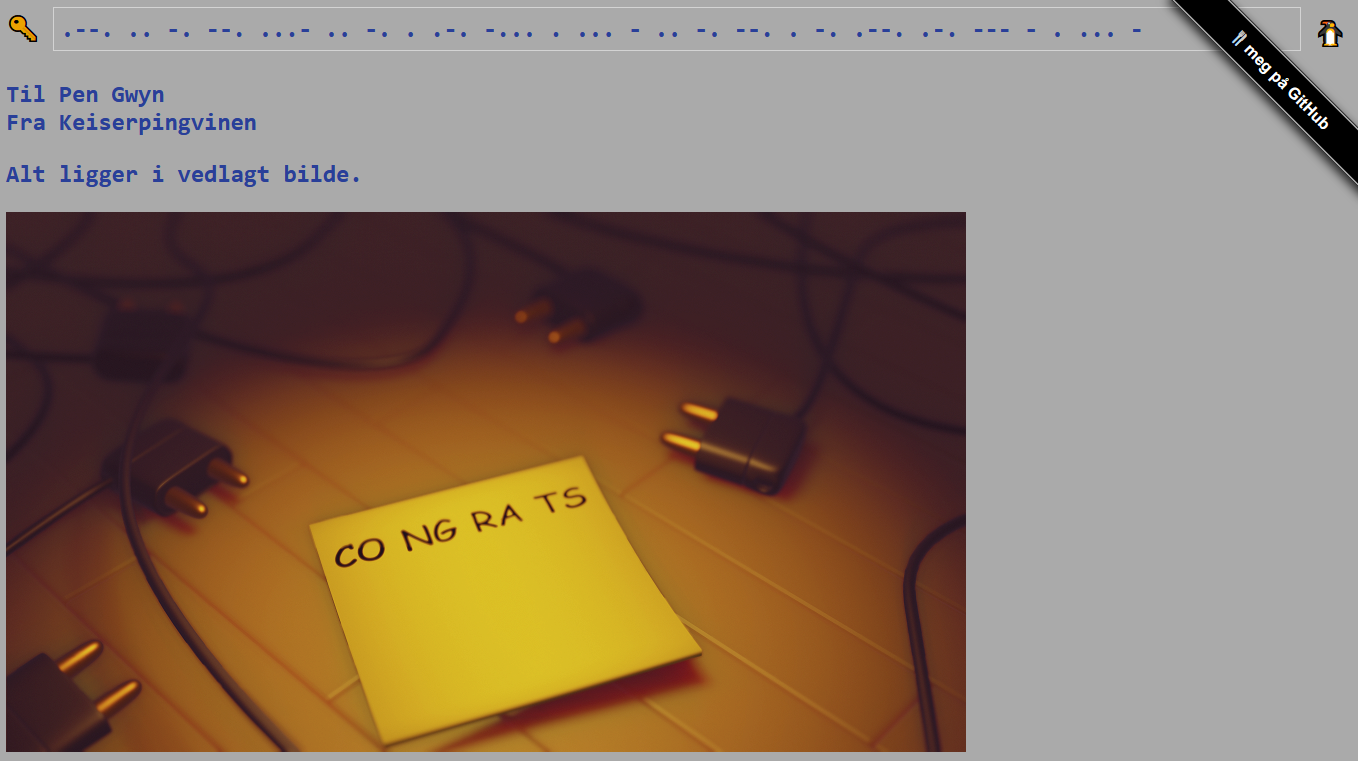 .--. .. -. --. ...- .. -. . .-. -... . ... - .. -. --. . -. .--. .-. --- - . ... -
meg på GitHub
Til Pen Gwyn
Fra Keiserpingvinen
Alt ligger i vedlagt bilde.
CO NG RA TS